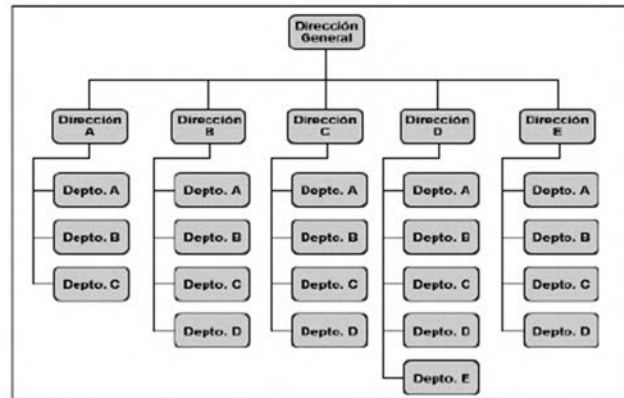 Dirección
General
Dirección
A
Dirección
B
Dirección
C
Dirección
D
Dirección
E
Depto. A
Depto. B
Depto. C
Depto. A
Depto. B
Depto. C
Depto. D
Depto. A
Depto. B
Depto. C
Depto. D
Depto. A
Depto. B
Depto. C
Depto. D
Depto. E
Depto. A
Depto. B
Depto. C
Depto. D